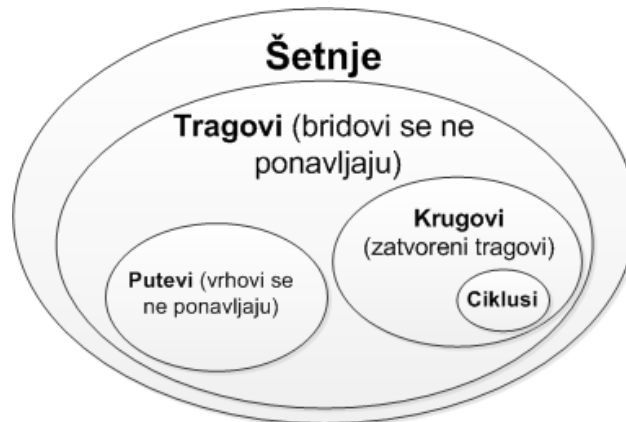 Šetnje
Tragovi (bridovi se ne
ponavljaju)
Krugovi
(zatvoreni tragovi)
Putevi (vrhovi se
ne ponavljaju)
Ciklusi